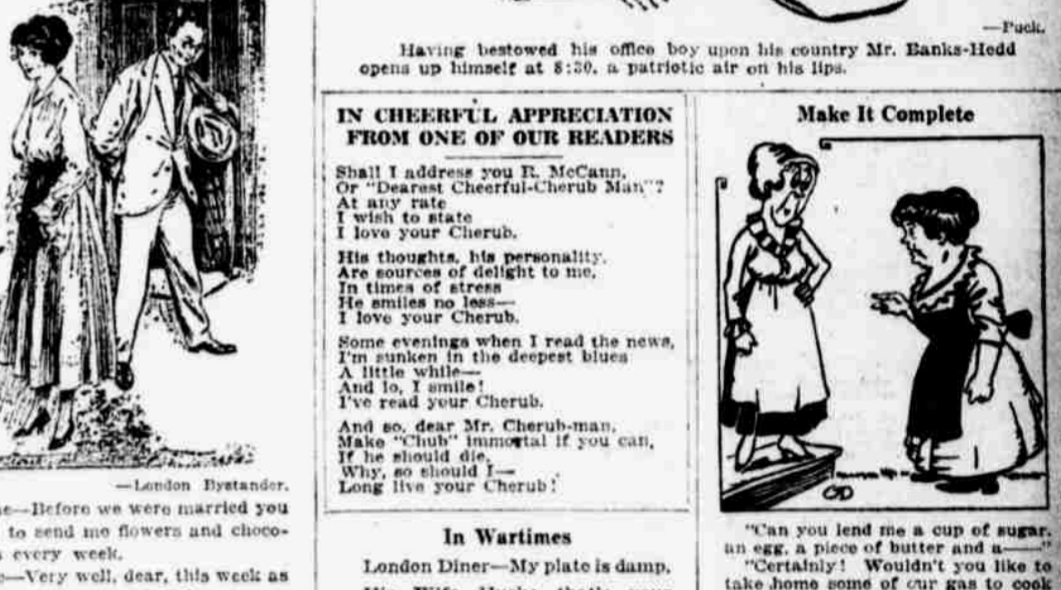 —Puck.
Having bestowed his office boy upon his country Mr. Banks-Hedd
opens up himself at 8:30, a patriotic air on his lips.
IN CHEERFUL APPRECIATION
FROM ONE OF OUR READERS
Shall I address you R. McCann,
Or "Dearest Cheerful-Cherub Man"?
At any rate
I wish to state
I love your Cherub.
His thoughts, his personality,
Are sources of delight to me,
In times of stress
He smiles no less—
I love your Cherub.
Some evenings when I read the news,
I'm sunken in the deepest blues
A little while—
And lo, I smile!
I've read your Cherub.
And so, dear Mr. Cherub-man,
Make "Chub" immortal if you can,
If he should die,
Why, so should I—
Long live your Cherub!
In Wartimes
London Diner—My plate is damp.
Make It Complete
"Can you lend me a cup of sugar,
an egg, a piece of butter and a——"
"Certainly! Wouldn't you like to
take home some of our gas to cook
—London Bystander.
e—Before we were married you
to send me flowers and choco-
s every week.
e—Very well, dear, this week as